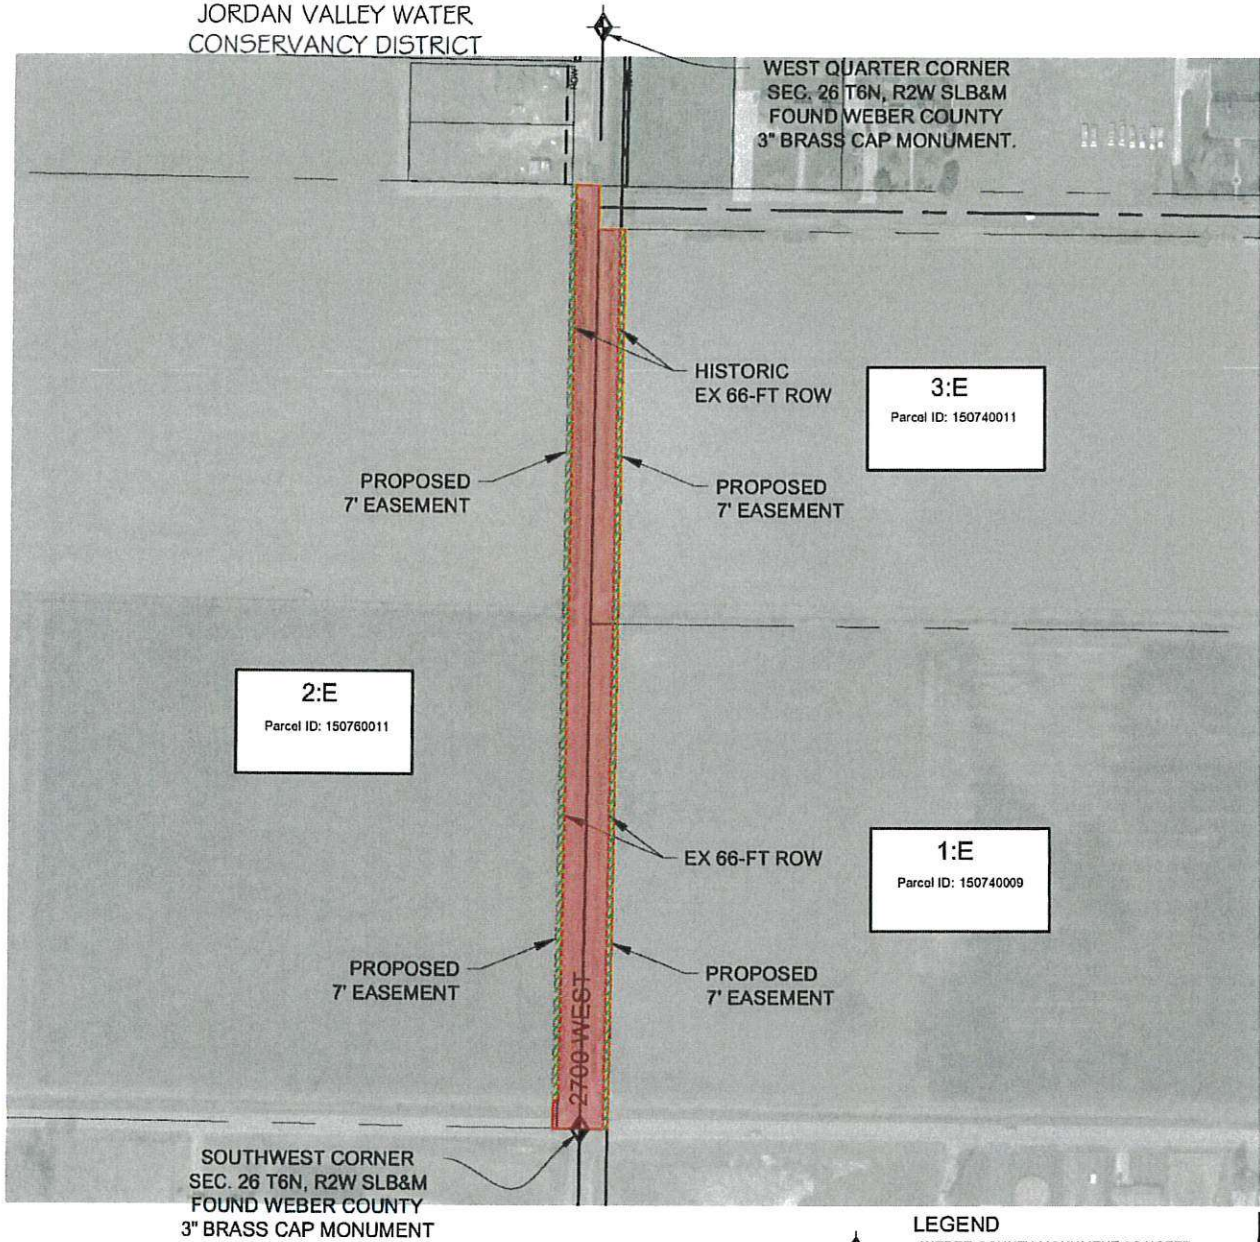 JORDAN VALLEY WATER
CONSERVANCY DISTRICT
WEST QUARTER CORNER
SEC. 26 T6N, R2W SLB&M
FOUND WEBER COUNTY
3" BRASS CAP MONUMENT.
HISTORIC
EX 66-FT ROW
3:E
Parcel ID: 150740011
PROPOSED
7' EASEMENT
PROPOSED
7' EASEMENT
2:E
Parcel ID: 150760011
EX 66-FT ROW
1:E
Parcel ID: 150740009
PROPOSED
7' EASEMENT
PROPOSED
7' EASEMENT
2700 WEST
SOUTHWEST CORNER
SEC. 26 T6N, R2W SLB&M
FOUND WEBER COUNTY
3" BRASS CAP MONUMENT
LEGEND